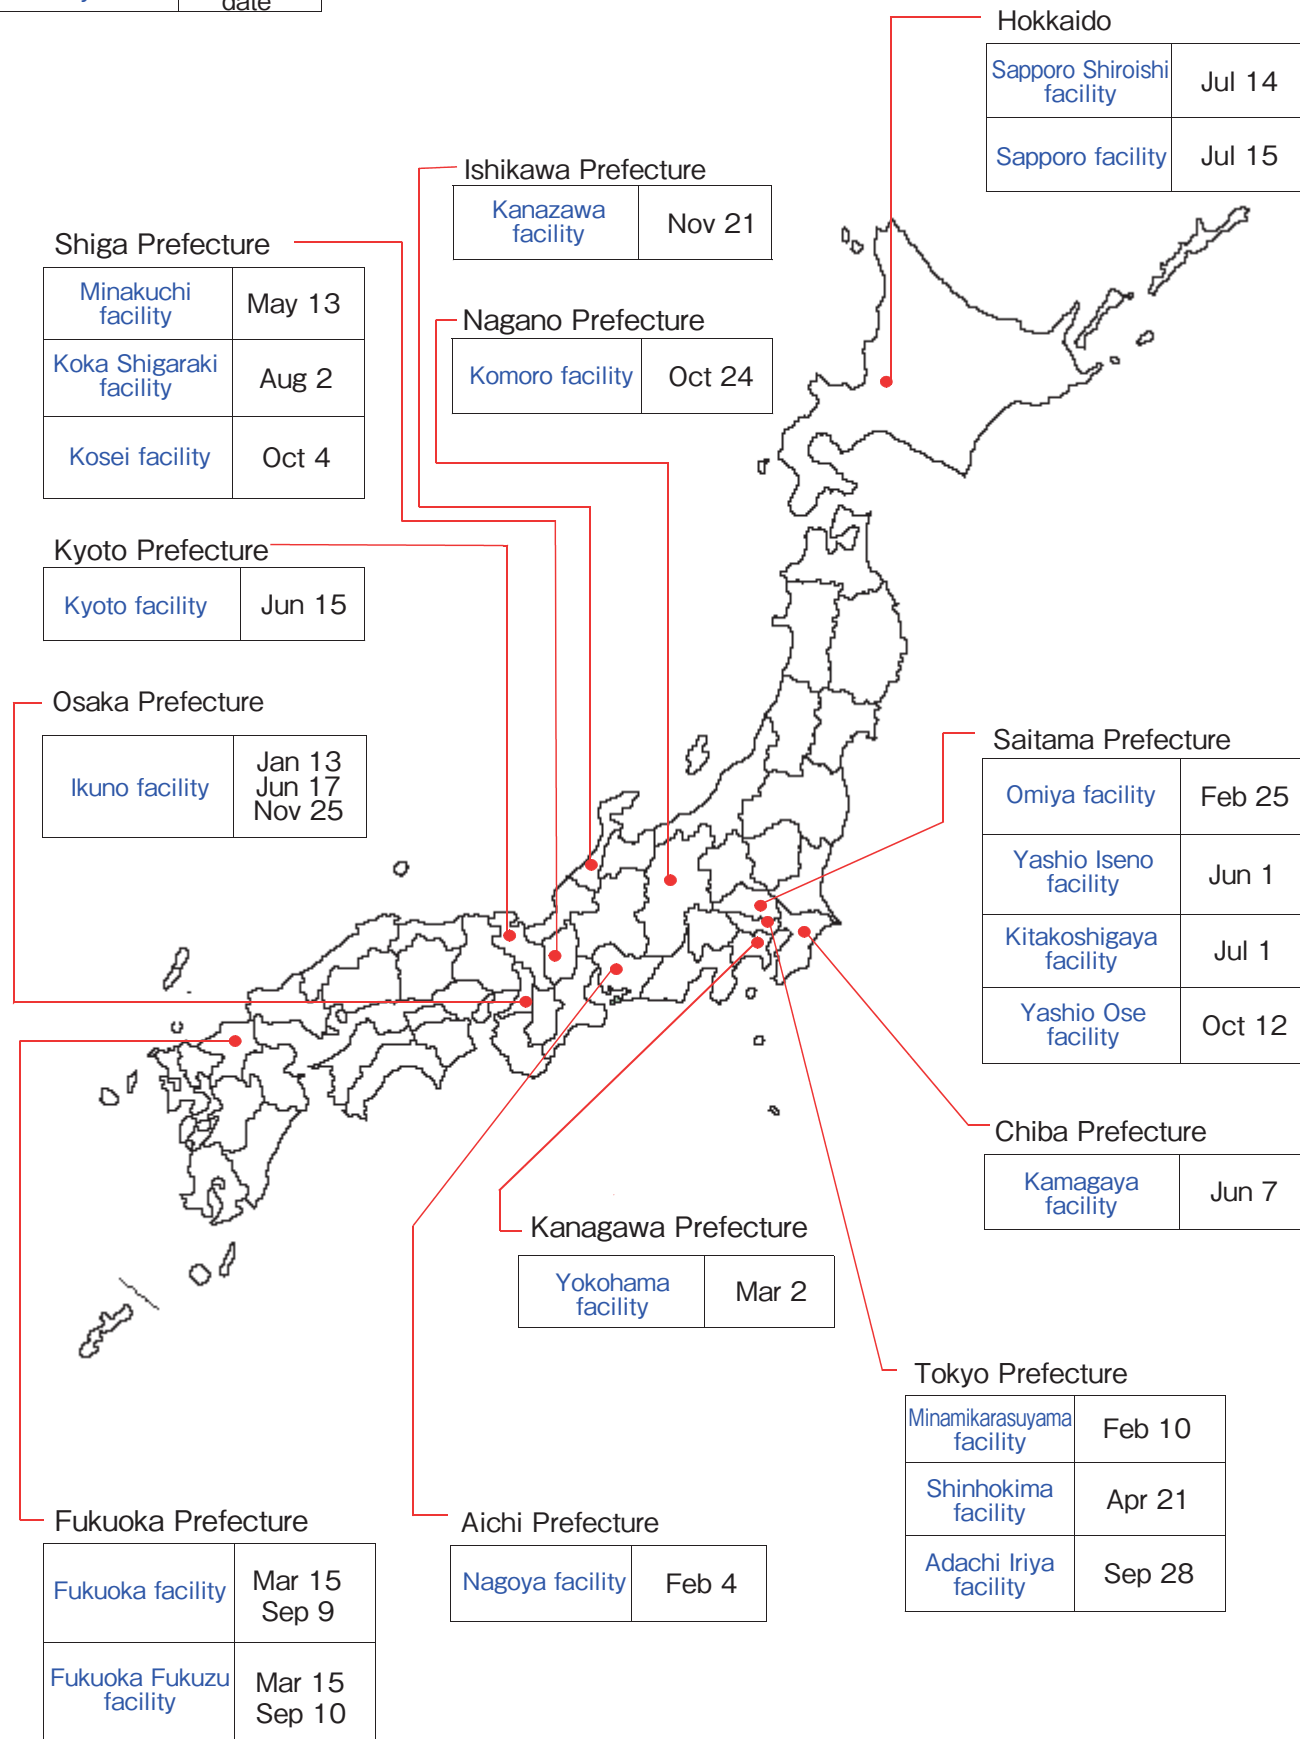 date
Hokkaido
Sapporo Shiroishi
facility
Jul 14
Sapporo facility
Jul 15
Ishikawa Prefecture
Kanazawa
facility
Nov 21
Shiga Prefecture
Minakuchi
facility
May 13
Koka Shigaraki
facility
Aug 2
Kosei facility
Oct 4
Nagano Prefecture
Komoro facility
Oct 24
Kyoto Prefecture
Kyoto facility
Jun 15
Osaka Prefecture
Ikuno facility
Jan 13
Jun 17
Nov 25
Saitama Prefecture
Omiya facility
Feb 25
Yashio Iseno
facility
Jun 1
Kitakoshigaya
facility
Jul 1
Yashio Ose
facility
Oct 12
Chiba Prefecture
Kamagaya
facility
Jun 7
Kanagawa Prefecture
Yokohama
facility
Mar 2
Tokyo Prefecture
Minamikarasuyama
facility
Feb 10
Shinhokima
facility
Apr 21
Adachi Iriya
facility
Sep 28
Fukuoka Prefecture
Fukuoka facility
Mar 15
Sep 9
Fukuoka Fukuzu
facility
Mar 15
Sep 10
Aichi Prefecture
Nagoya facility
Feb 4